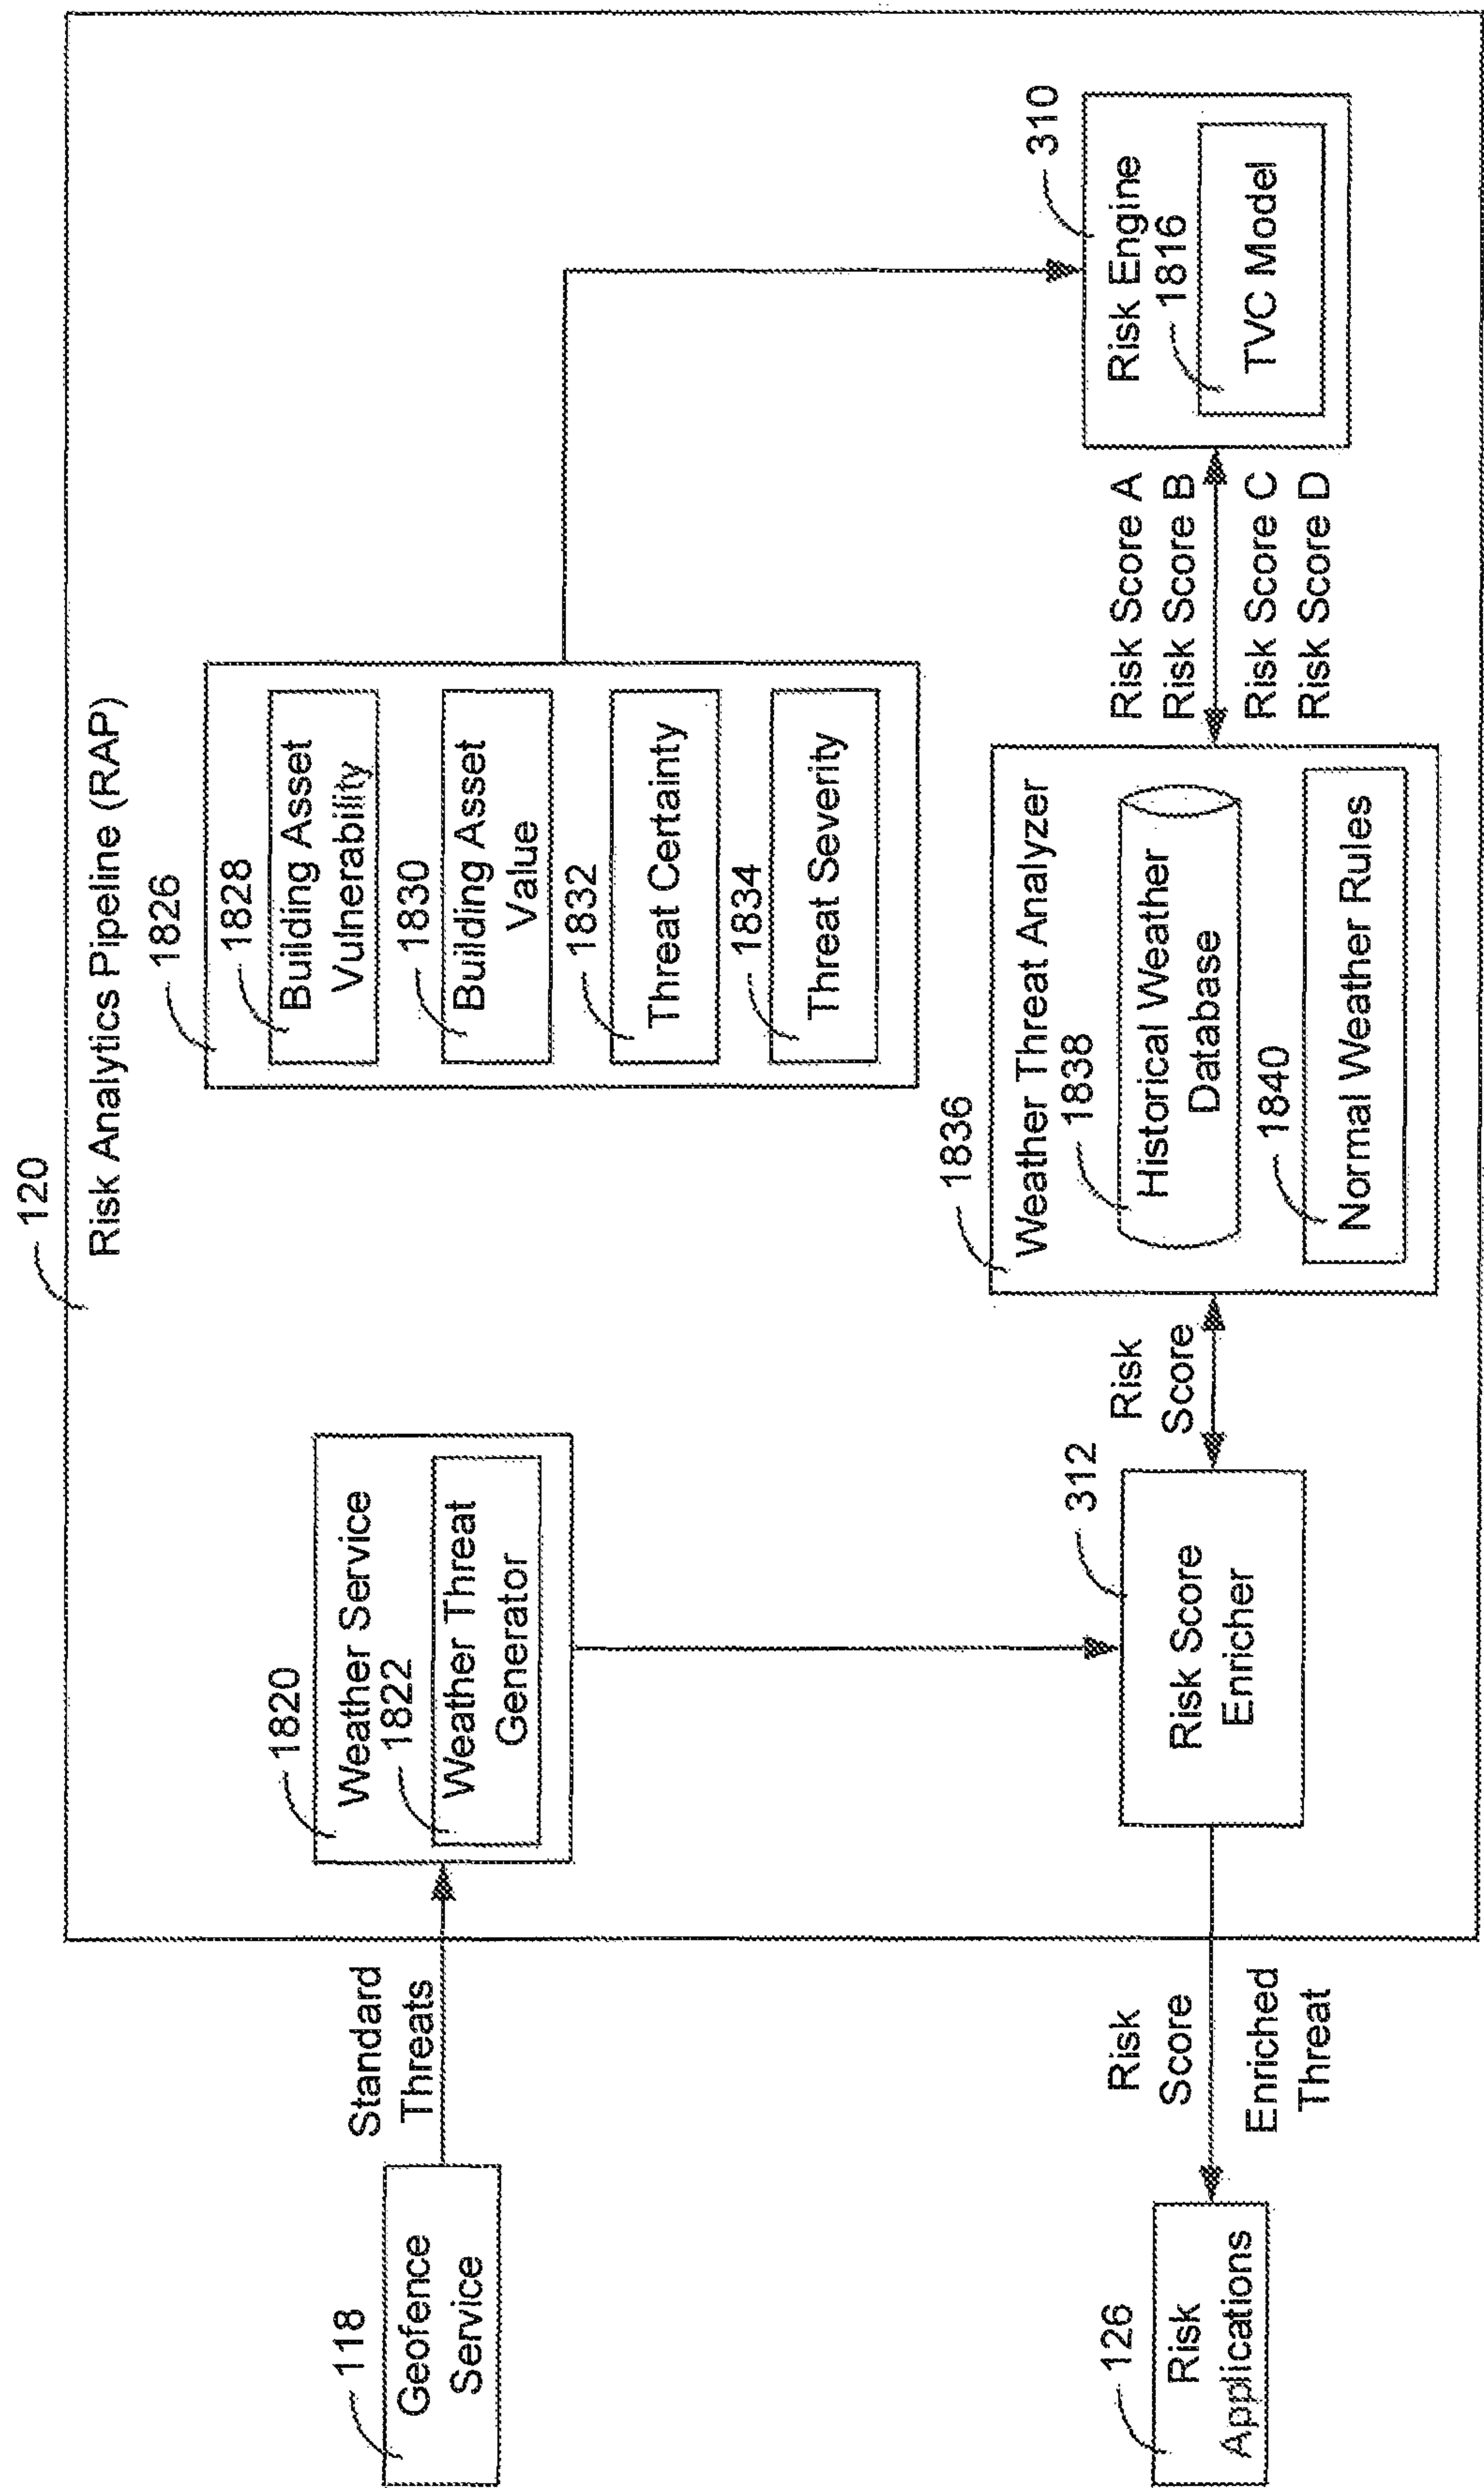 120
Risk Analytics Pipeline (RAP)
118
Geofence
Service
Standard
Threats
1820
Weather Service
1822
Weather Threat
Generator
1826
1828
Building Asset
Vulnerability
1830
Building Asset
Value
1832
Threat Certainty
1834
Threat Severity
126
Risk
Applications
Risk
Score
Enriched
Threat
312
Risk Score
Enricher
Risk
Score
1836
Weather Threat Analyzer
1838
Historical Weather
Database
1840
Normal Weather Rules
Risk Score A
Risk Score B
Risk Score C
Risk Score D
310
Risk Engine
1816
TVC Model